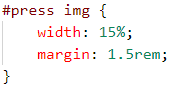 #press img {
    width: 15%;
    margin: 1.5rem;
}